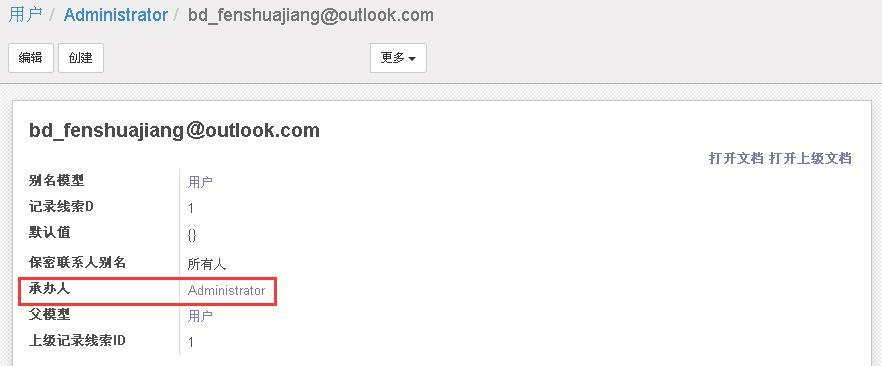 用户 / Administrator / bd_fenshuajiang@outlook.com
编辑 创建 更多
bd_fenshuajiang@outlook.com
打开文档 打开上级文档
别名模型 用户
记录线索D 1
默认值 {}
保密联系人别名 所有人
承办人 Administrator
父模型 用户
上级记录线索ID 1